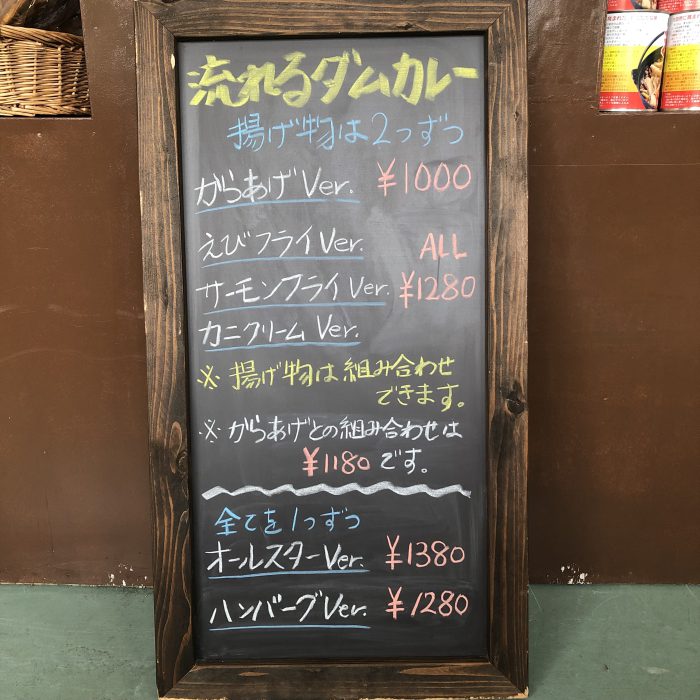 流れるダムカレー
揚げ物は2つずつ
がらあげVer. ¥1000
えびフライVer. ALL
サーモンフライVer. ¥1280
カニクリームVer.
※揚げ物は組み合わせ
できます。
※がらあげとの組み合わせは
¥1180です。
全てを1つずつ
オールスターVer. ¥1380
ハンバーグVer. ¥1280